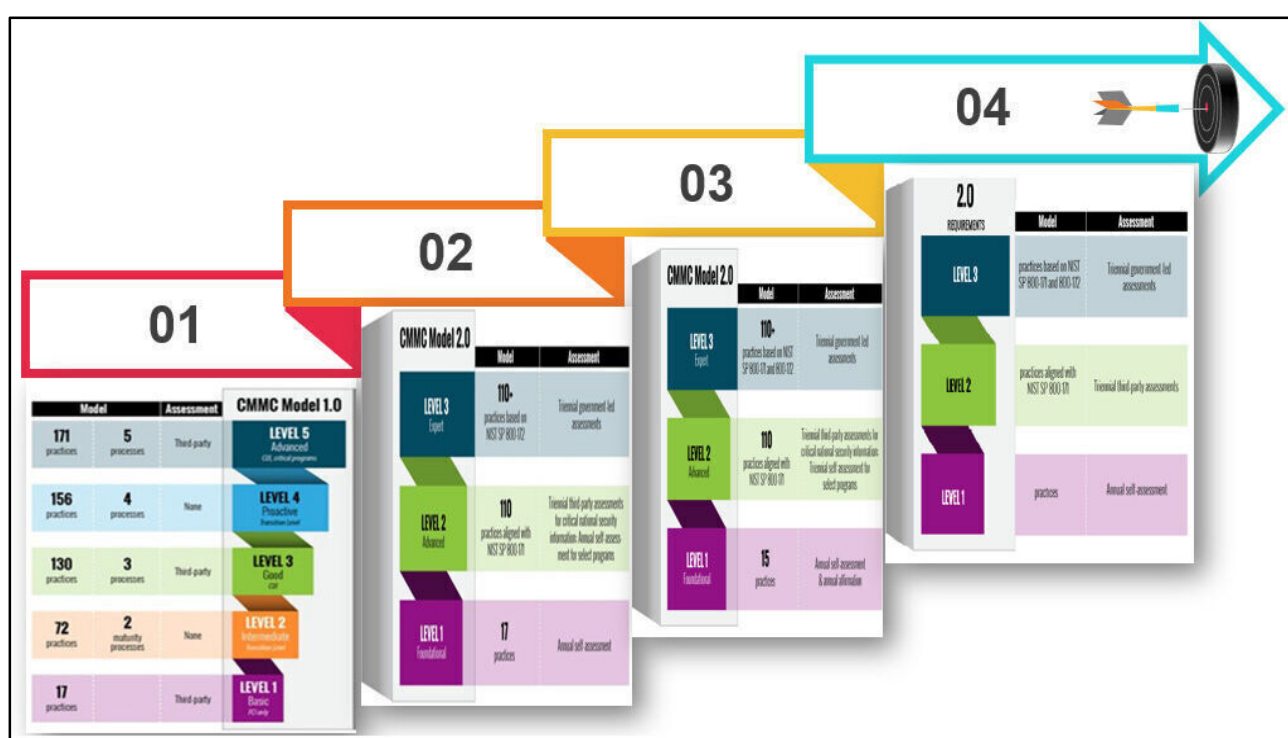 01
Model Assessment CMMC Model 1.0
171 5 Third-party LEVEL 5
practices processes Advanced
CUI, critical programs
156 4 None LEVEL 4
practices processes Proactive
Transition Level
130 3 Third-party LEVEL 3
practices processes Good
CUI
72 2 None LEVEL 2
practices maturity Intermediate
processes Transition Level
17 Third-party LEVEL 1
practices Basic
FCI only
02
CMMC Model 2.0
Model Assessment
LEVEL 3
Expert
110+
practices based on
NIST SP 800-172
Triennial government led
assessments
LEVEL 2
Advanced
110
practices aligned with
NIST SP 800-171
Triennial third-party assessments
for critical national security
information; Annual self-assess-
ment for select programs
LEVEL 1
Foundational
17
practices
Annual self-assessment
03
CMMC Model 2.0
Model Assessment
LEVEL 3
Expert
110+
practices based on NIST
SP 800-171 and 800-172
Triennial government led
assessments
LEVEL 2
Advanced
110
practices aligned with
NIST SP 800-171
Triennial third-party assessments for
critical national security information;
Triennial self-assessment for
select programs
LEVEL 1
Foundational
15
practices
Annual self-assessment
& annual affirmation
04
2.0
REQUIREMENTS
Model Assessment
LEVEL 3
practices based on NIST
SP 800-171 and 800-172
Triennial government led
assessments
LEVEL 2
practices aligned with
NIST SP 800-171
Triennial third-party assessments
LEVEL 1
practices
Annual self-assessment